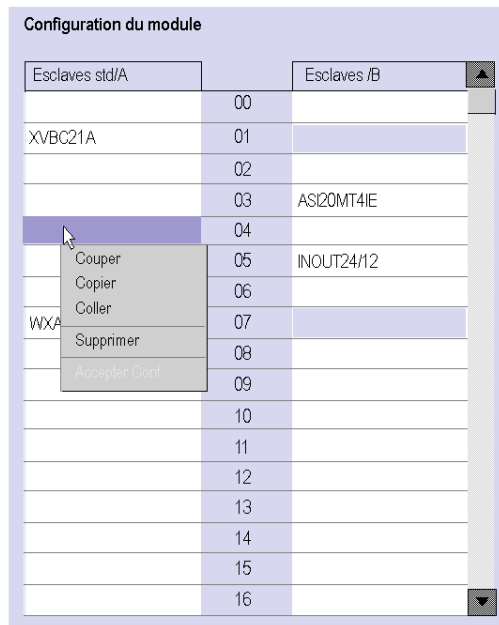 Configuration du module
Esclaves std/A Esclaves /B
00
XVBC21A 01
02
03 ASI20MT4IE
04
Couper
05 INOUT24/12
Copier
06
Coller
WXA 07
Supprimer
08
Accepter Conf.
09
10
11
12
13
14
15
16